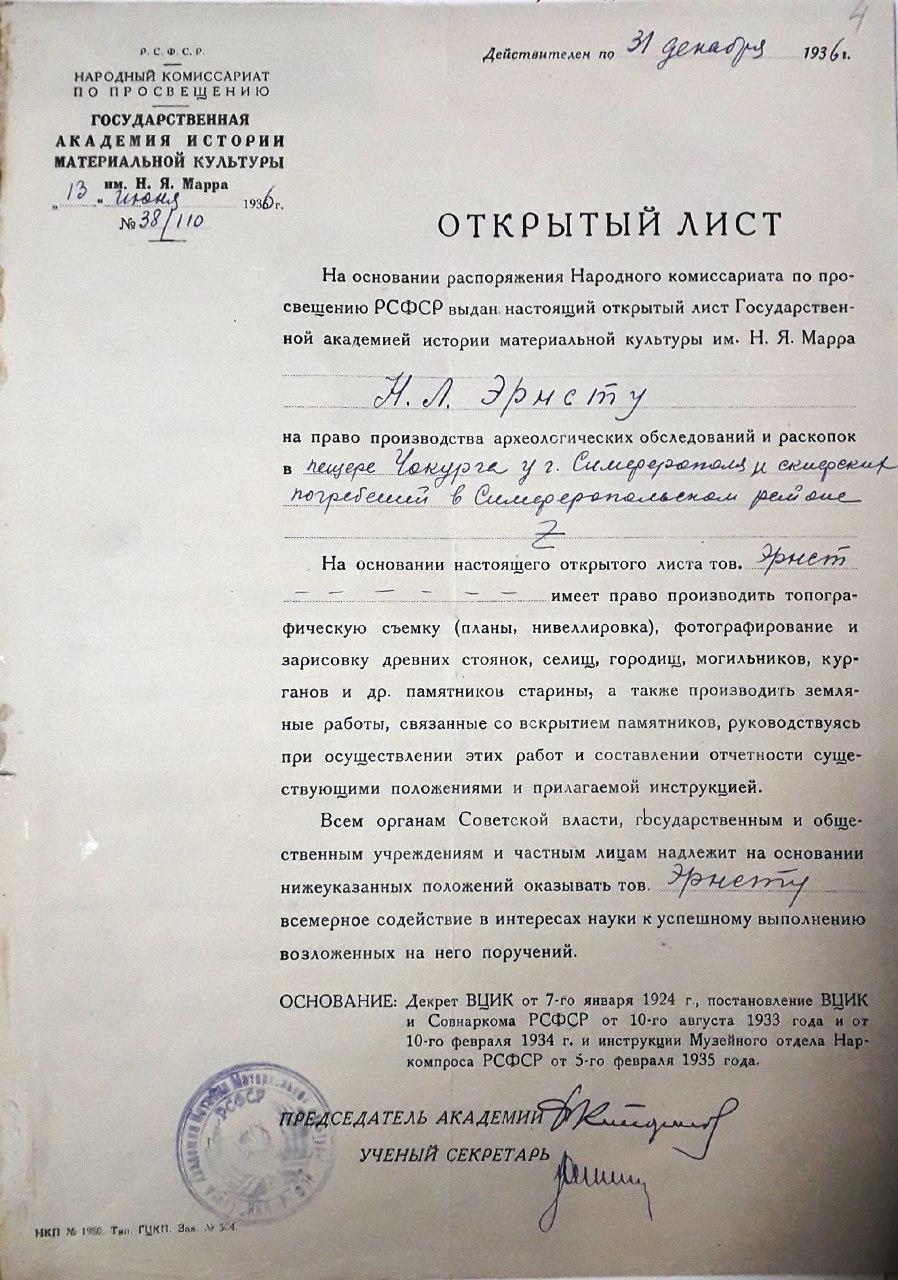 4
Р. С. Ф. С. Р.
НАРОДНЫЙ КОМИССАРИАТ
ПО ПРОСВЕЩЕНИЮ
ГОСУДАРСТВЕННАЯ
АКАДЕМИЯ ИСТОРИИ
МАТЕРИАЛЬНОЙ КУЛЬТУРЫ
им. Н. Я. Марра
„13“ июня 1936 г.
№ 38/110
Действителен по 31 декабря 1936 г.
ОТКРЫТЫЙ ЛИСТ
На основании распоряжения Народного комиссариата по про-
свещению РСФСР выдан настоящий открытый лист Государствен-
ной академией истории материальной культуры им. Н. Я. Марра
Н. Л. Эрнсту
на право производства археологических обследований и раскопок
в пещере Чокурга у г. Симферополя и скифских
погребений в Симферопольском районе
Z
На основании настоящего открытого листа тов. Эрнст
— — — — — — имеет право производить топогра-
фическую съемку (планы, нивеллировка), фотографирование и
зарисовку древних стоянок, селищ, городищ, могильников, кур-
ганов и др. памятников старины, а также производить земля-
ные работы, связанные со вскрытием памятников, руководствуясь
при осуществлении этих работ и составлении отчетности суще-
ствующими положениями и прилагаемой инструкцией.
Всем органам Советской власти, гьсударственным и обще-
ственным учреждениям и частным лицам надлежит на основании
нижеуказанных положений оказывать тов. Эрнсту
всемерное содействие в интересах науки к успешному выполнению
возложенных на него поручений.
ОСНОВАНИЕ: Декрет ВЦИК от 7-го января 1924 г., постановление ВЦИК
и Совнаркома РСФСР от 10-го августа 1933 года и от
10-го февраля 1934 г. и инструкции Музейного отдела Нар-
компроса РСФСР от 5-го февраля 1935 года.
ПРЕДСЕДАТЕЛЬ АКАДЕМИИ
УЧЕНЫЙ СЕКРЕТАРЬ
РСФСР
НКП № 1980. Тип. ГЦКП. Зак. №